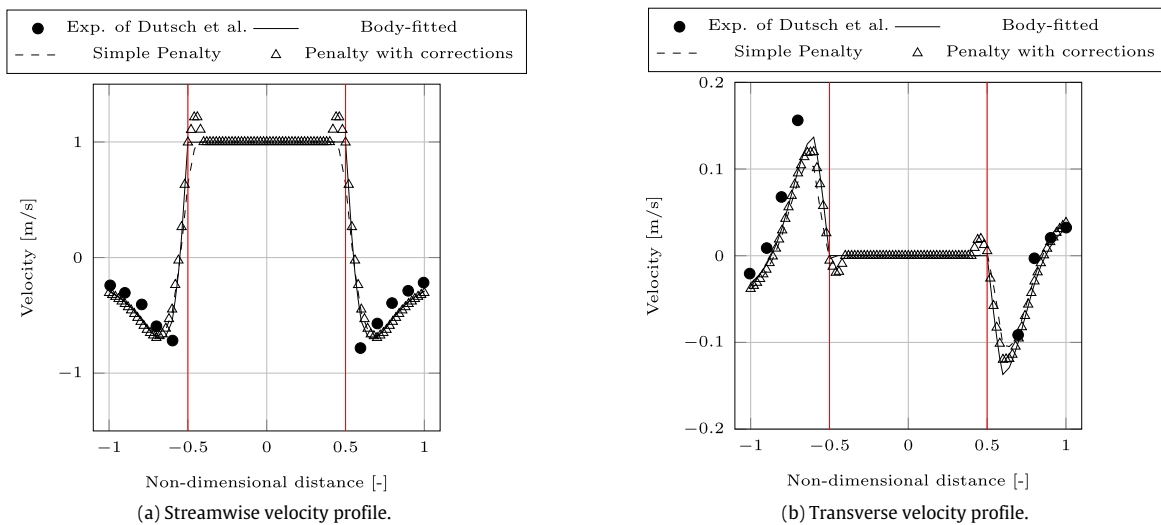 Exp. of Dutsch et al. Body-fitted
Simple Penalty Penalty with corrections
1
0
−1
Velocity [m/s]
−1 −0.5 0 0.5 1
Non-dimensional distance [-]
(a) Streamwise velocity profile.
Exp. of Dutsch et al. Body-fitted
Simple Penalty Penalty with corrections
0.2
0.1
0
−0.1
−0.2
Velocity [m/s]
−1 −0.5 0 0.5 1
Non-dimensional distance [-]
(b) Transverse velocity profile.